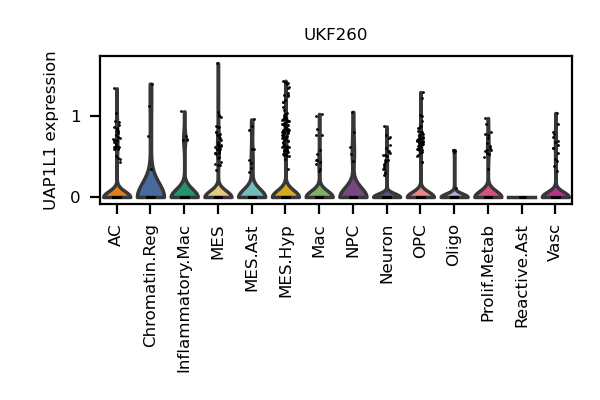 UKF260
UAP1L1 expression
1
0
AC
Chromatin.Reg
Inflammatory.Mac
MES
MES.Ast
MES.Hyp
Mac
NPC
Neuron
OPC
Oligo
Prolif.Metab
Reactive.Ast
Vasc